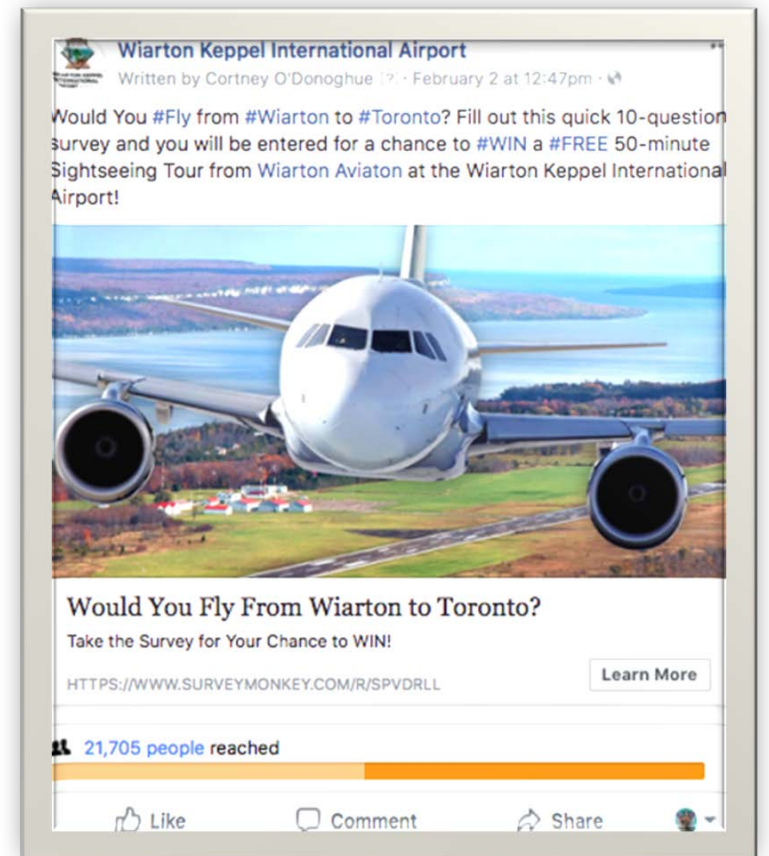 Wiarton Keppel International Airport
Written by Cortney O'Donoghue [?] · February 2 at 12:47pm ·
Would You #Fly from #Wiarton to #Toronto? Fill out this quick 10-question
survey and you will be entered for a chance to #WIN a #FREE 50-minute
Sightseeing Tour from Wiarton Aviaton at the Wiarton Keppel International
Airport!
Would You Fly From Wiarton to Toronto?
Take the Survey for Your Chance to WIN!
HTTPS://WWW.SURVEYMONKEY.COM/R/SPVDRLL
Learn More
21,705 people reached
Like Comment Share